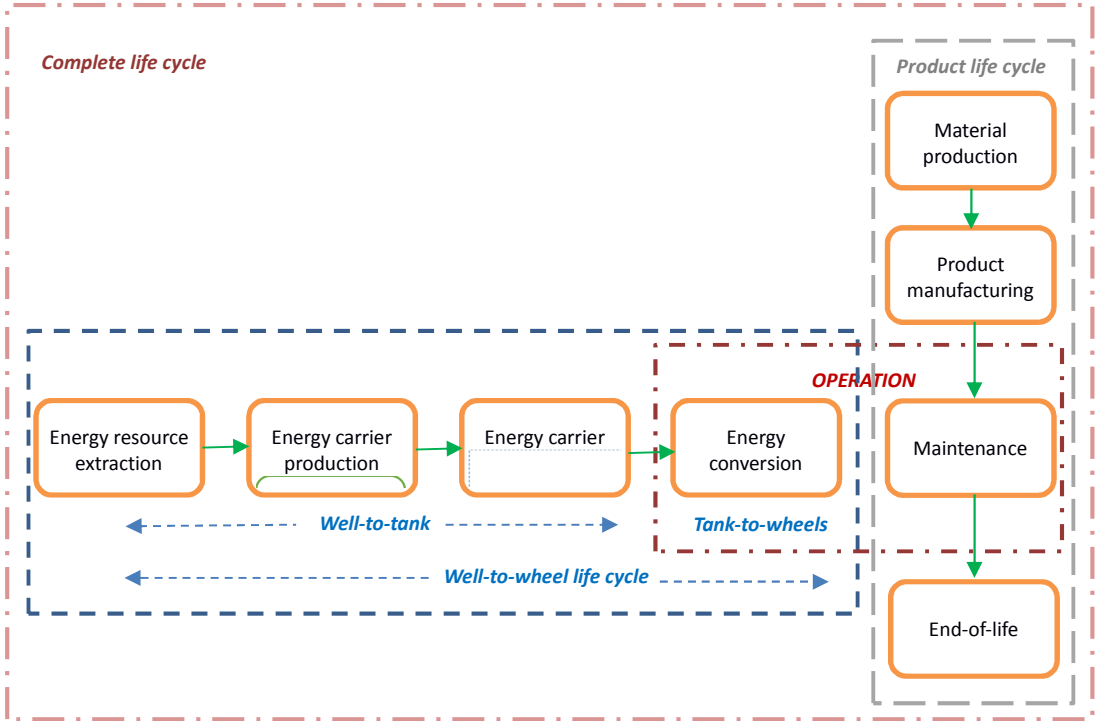 Complete life cycle
Product life cycle
Material
production
Product
manufacturing
OPERATION
Energy resource
extraction
Energy carrier
production
Energy carrier
Energy
conversion
Maintenance
Well-to-tank
Tank-to-wheels
Well-to-wheel life cycle
End-of-life